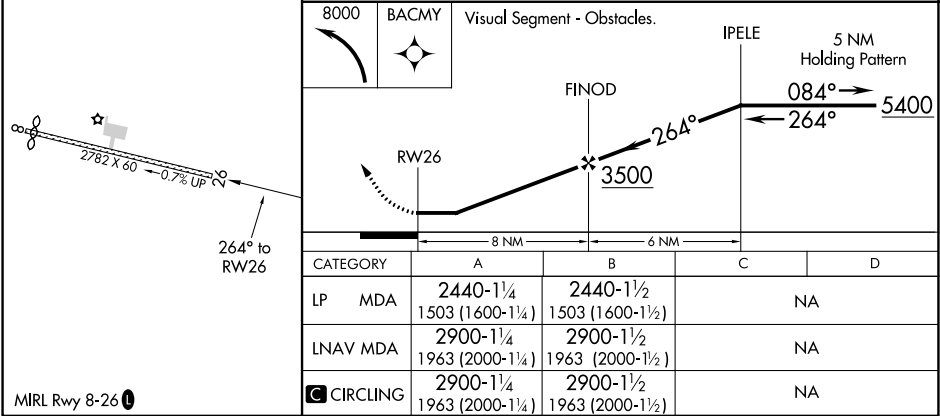 8
2782 X 60
0.7% UP
26
264° to
RW26
MIRL Rwy 8-26 L
8000
BACMY
Visual Segment - Obstacles.
IPELE
5 NM
Holding Pattern
FINOD
084°
264°
5400
264°
RW26
3500
8 NM
6 NM
CATEGORY A B C D
LP MDA 2440-1¼ 2440-1½ NA
1503 (1600-1¼) 1503 (1600-1½)
LNAV MDA 2900-1¼ 2900-1½ NA
1963 (2000-1¼) 1963 (2000-1½)
C CIRCLING 2900-1¼ 2900-1½ NA
1963 (2000-1¼) 1963 (2000-1½)